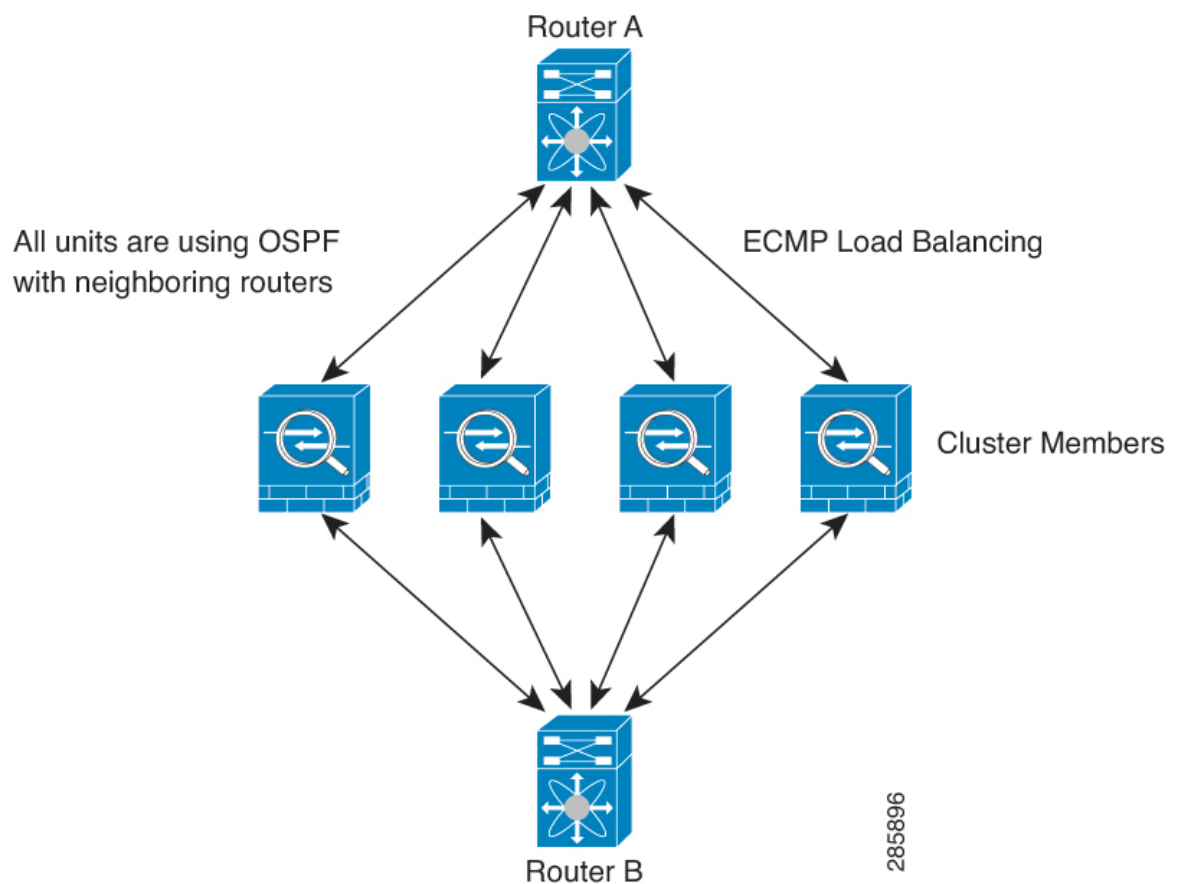 Router A
All units are using OSPF
with neighboring routers
ECMP Load Balancing
Cluster Members
Router B
285896